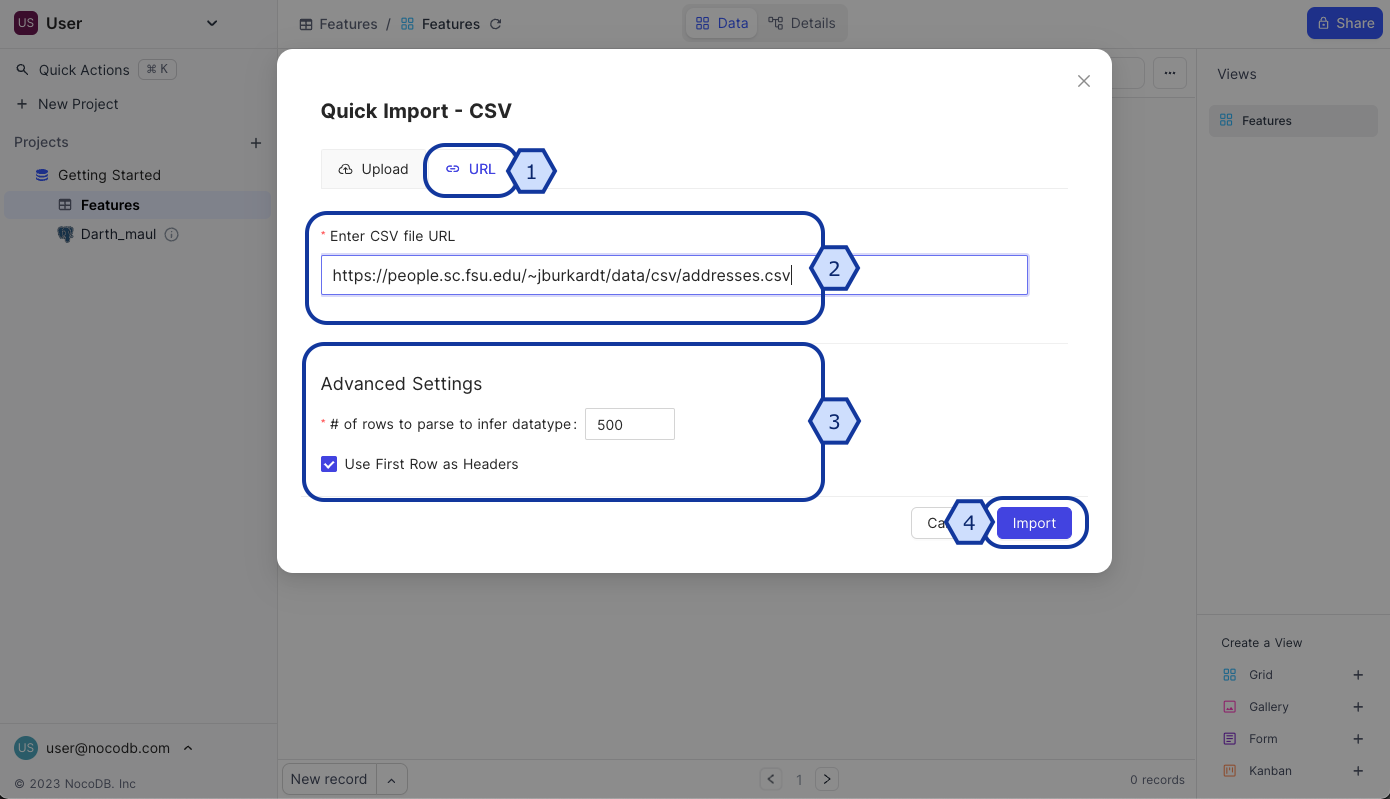 US User
Features / Features
Data Details
Share
Quick Actions ⌘ K
New Project
Projects
Getting Started
Features
Darth_maul
Quick Import - CSV
Upload URL 1
* Enter CSV file URL
https://people.sc.fsu.edu/~jburkardt/data/csv/addresses.csv
2
Advanced Settings
* # of rows to parse to infer datatype: 500
3
Use First Row as Headers
4 Import
Views
Features
Create a View
Grid
Gallery
Form
Kanban
US user@nocodb.com
© 2023 NocoDB. Inc
New record
1
0 records